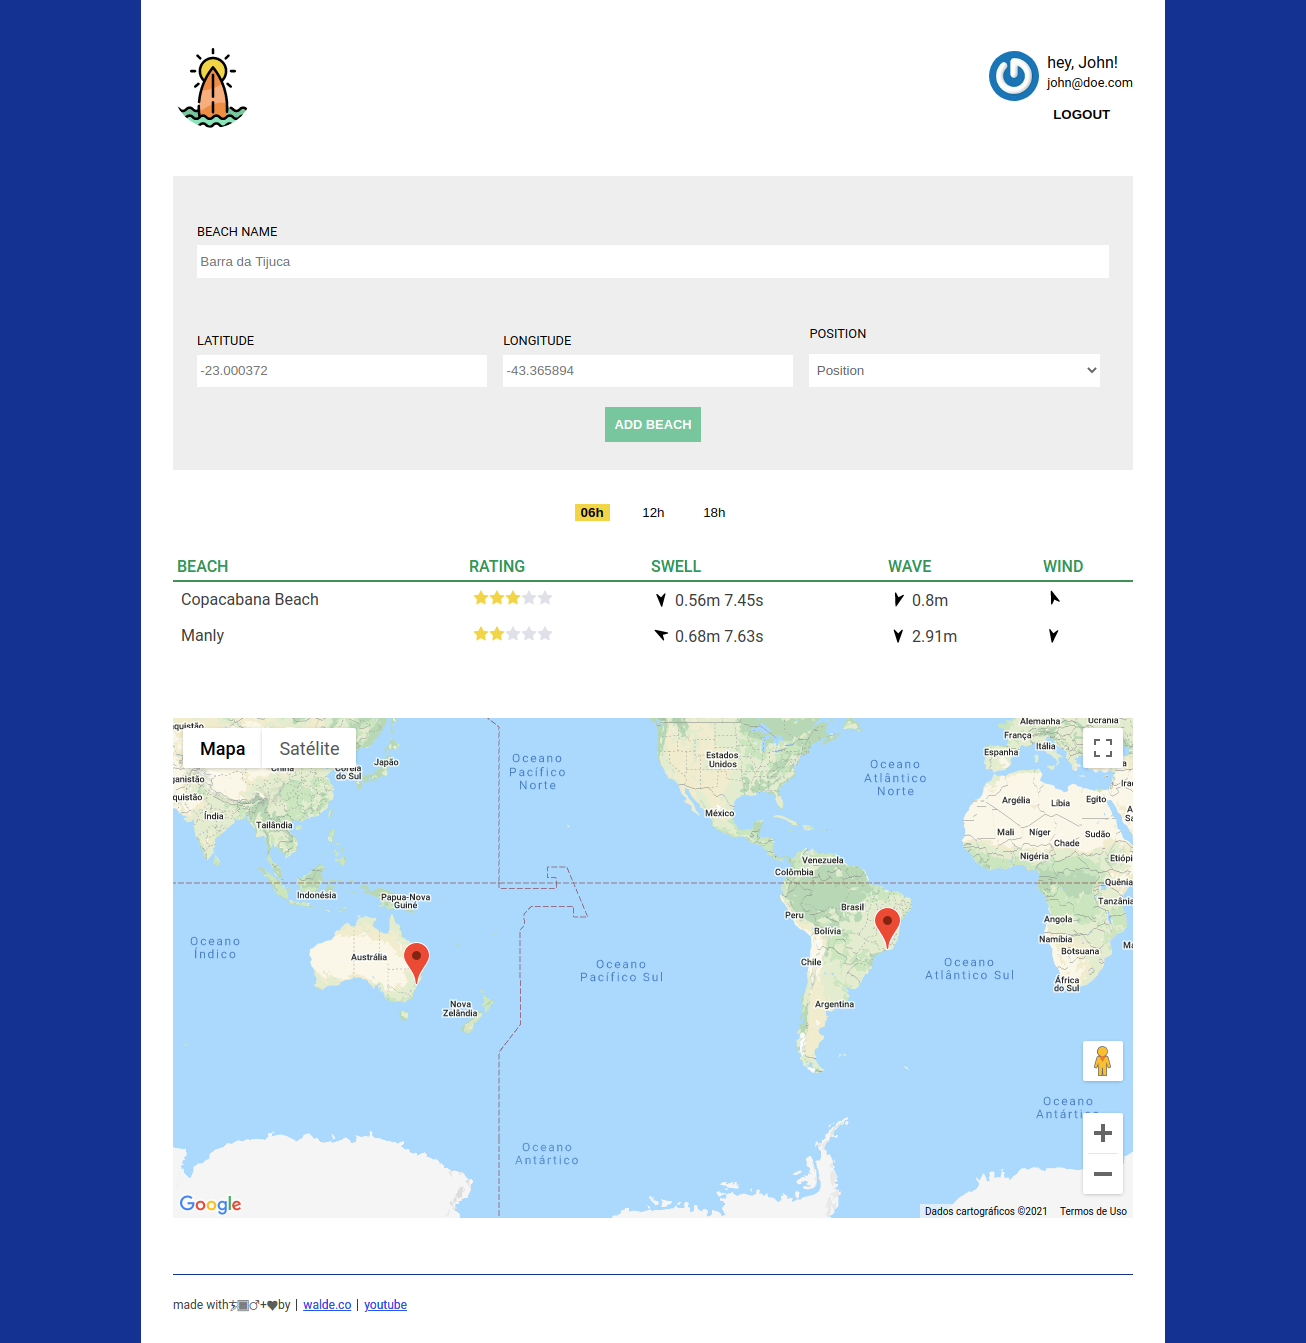 hey, John!
john@doe.com
LOGOUT
BEACH NAME
Barra da Tijuca
LATITUDE
LONGITUDE
POSITION
-23.000372
-43.365894
Position
ADD BEACH
06h 12h 18h
BEACH RATING SWELL WAVE WIND
Copacabana Beach 0.56m 7.45s 0.8m
Manly 0.68m 7.63s 2.91m
Mapa Satélite
Japão
China
Coreia
do Sul
Índia
Tailândia
Indonésia
Papua-Nova
Guiné
Austrália
Nova
Zelândia
Oceano
Índico
Oceano
Pacífico
Norte
Oceano
Pacífico Sul
Oceano
Antártico
Estados
Unidos
México
Venezuela
Colômbia
Brasil
Peru
Bolívia
Chile
Argentina
Oceano
Atlântico
Norte
Oceano
Atlântico Sul
Alemanha
Ucrânia
França
Itália
Espanha
Argélia
Líbia
Egito
Mali
Níger
Sudão
Chade
Nigéria
Etiópi
Quênia
Tanzânia
Angola
Namíbia
Botsuana
África
do Sul
Oceano
Antártico
Google
Dados cartográficos ©2021 Termos de Uso
made with + by | walde.co | youtube